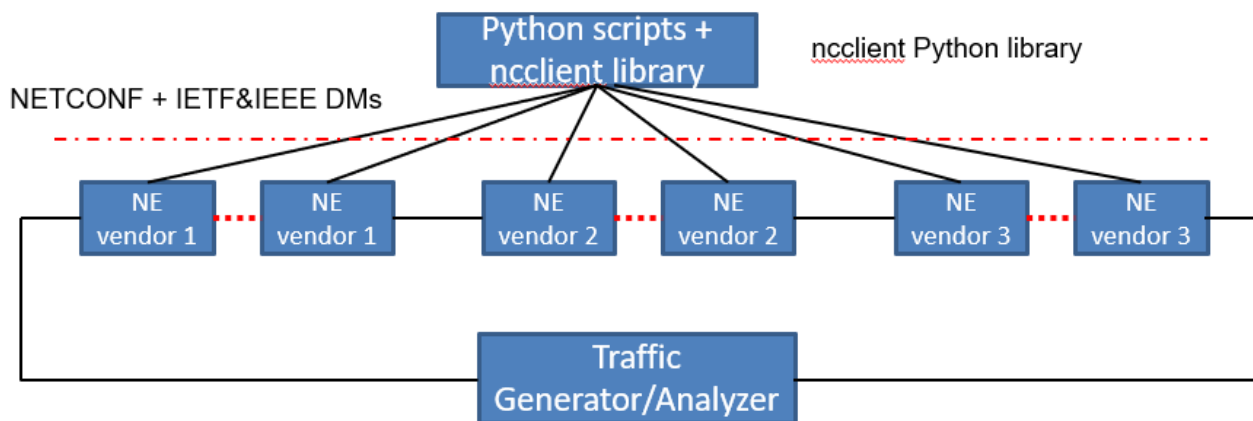 Python scripts +
ncclient library
ncclient Python library
NETCONF + IETF&IEEE DMs
NE
vendor 1
NE
vendor 1
NE
vendor 2
NE
vendor 2
NE
vendor 3
NE
vendor 3
Traffic
Generator/Analyzer